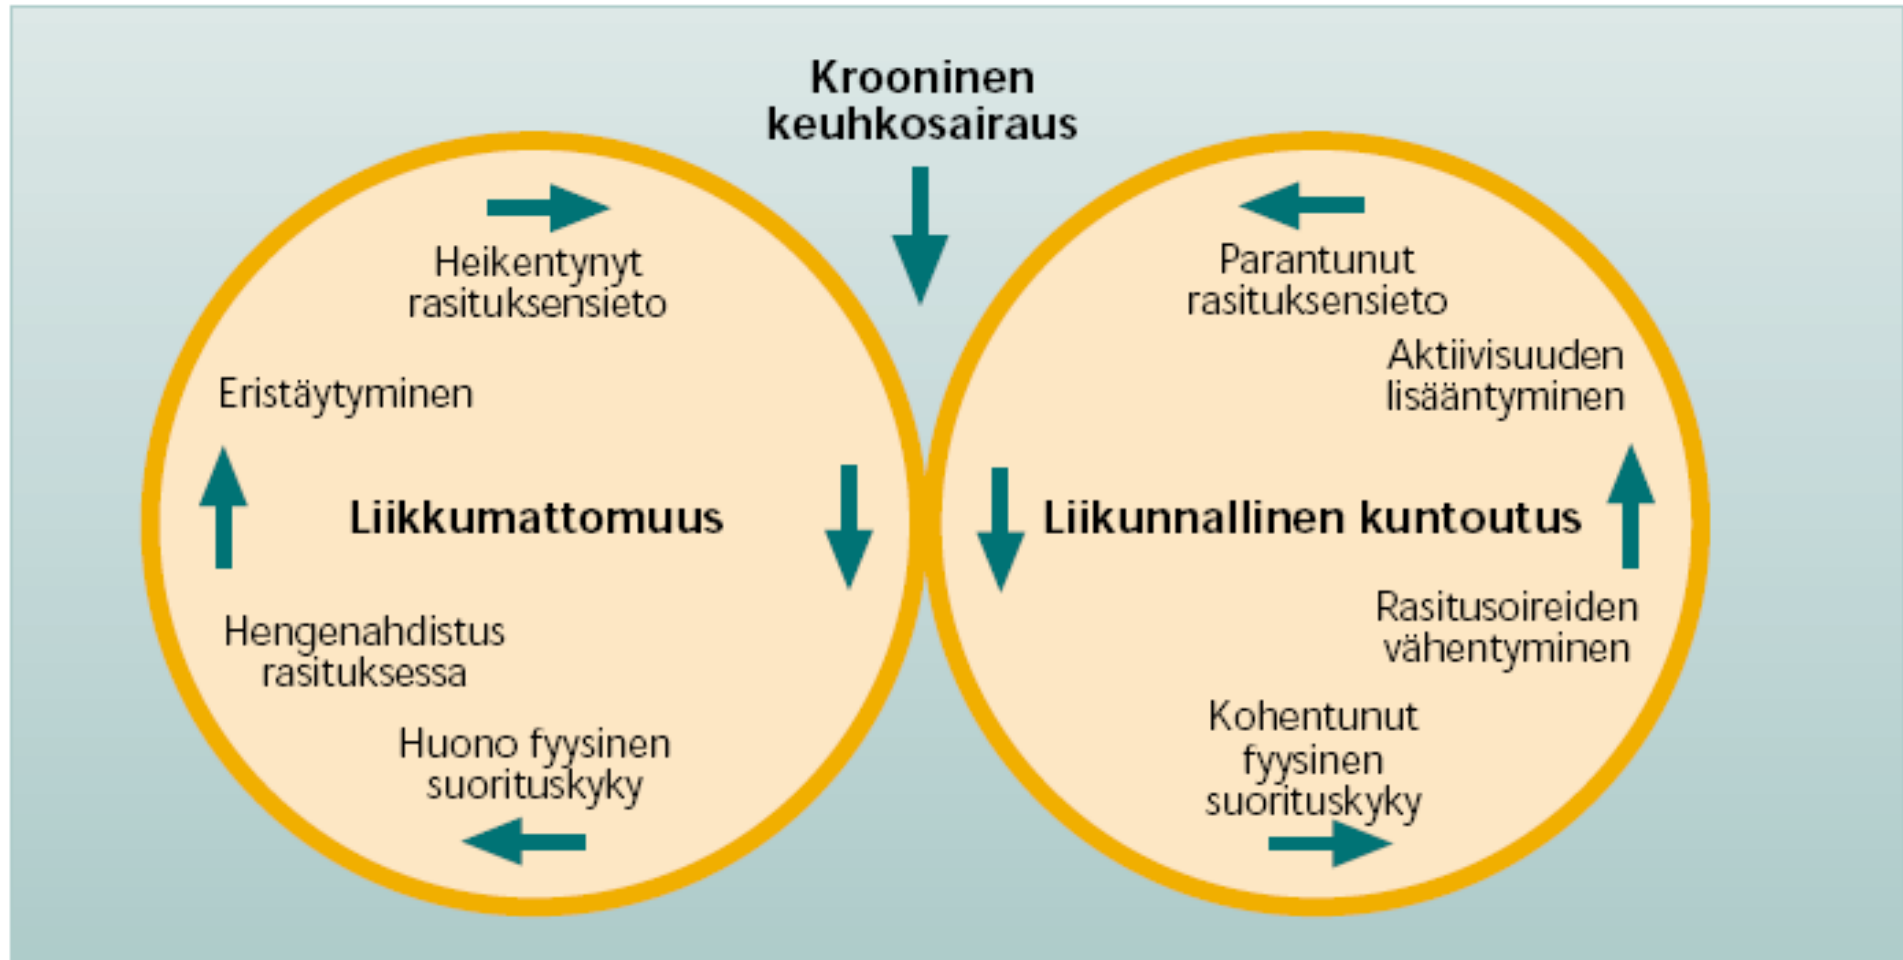 Krooninen
keuhkosairaus
Heikentynyt
rasituksensieto
Eristäytyminen
Liikkumattomuus
Hengenahdistus
rasituksessa
Huono fyysinen
suorituskyky
Parantunut
rasituksensieto
Aktiivisuuden
lisääntyminen
Liikunnallinen kuntoutus
Rasitusoireiden
vähentyminen
Kohentunut
fyysinen
suorituskyky